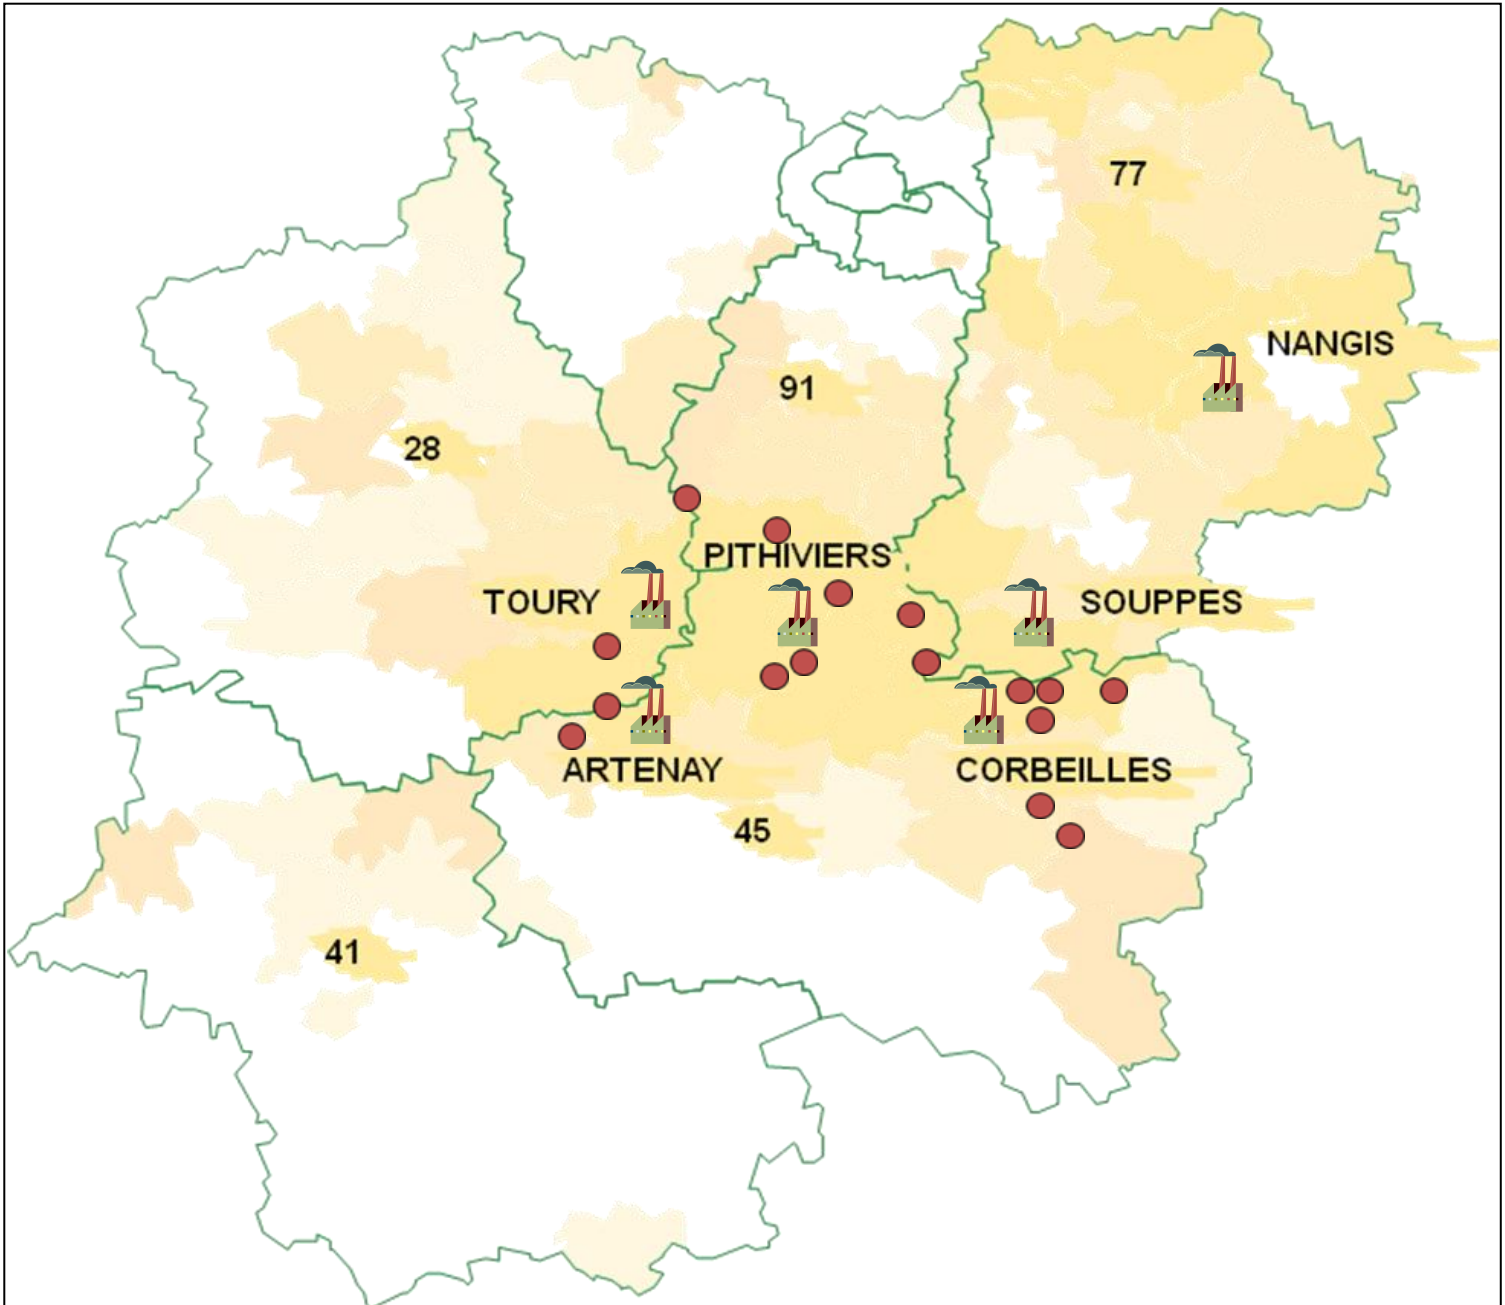 77
NANGIS
91
28
PITHIVIERS
TOURY
SOUPPES
ARTENAY
CORBEILLES
45
41